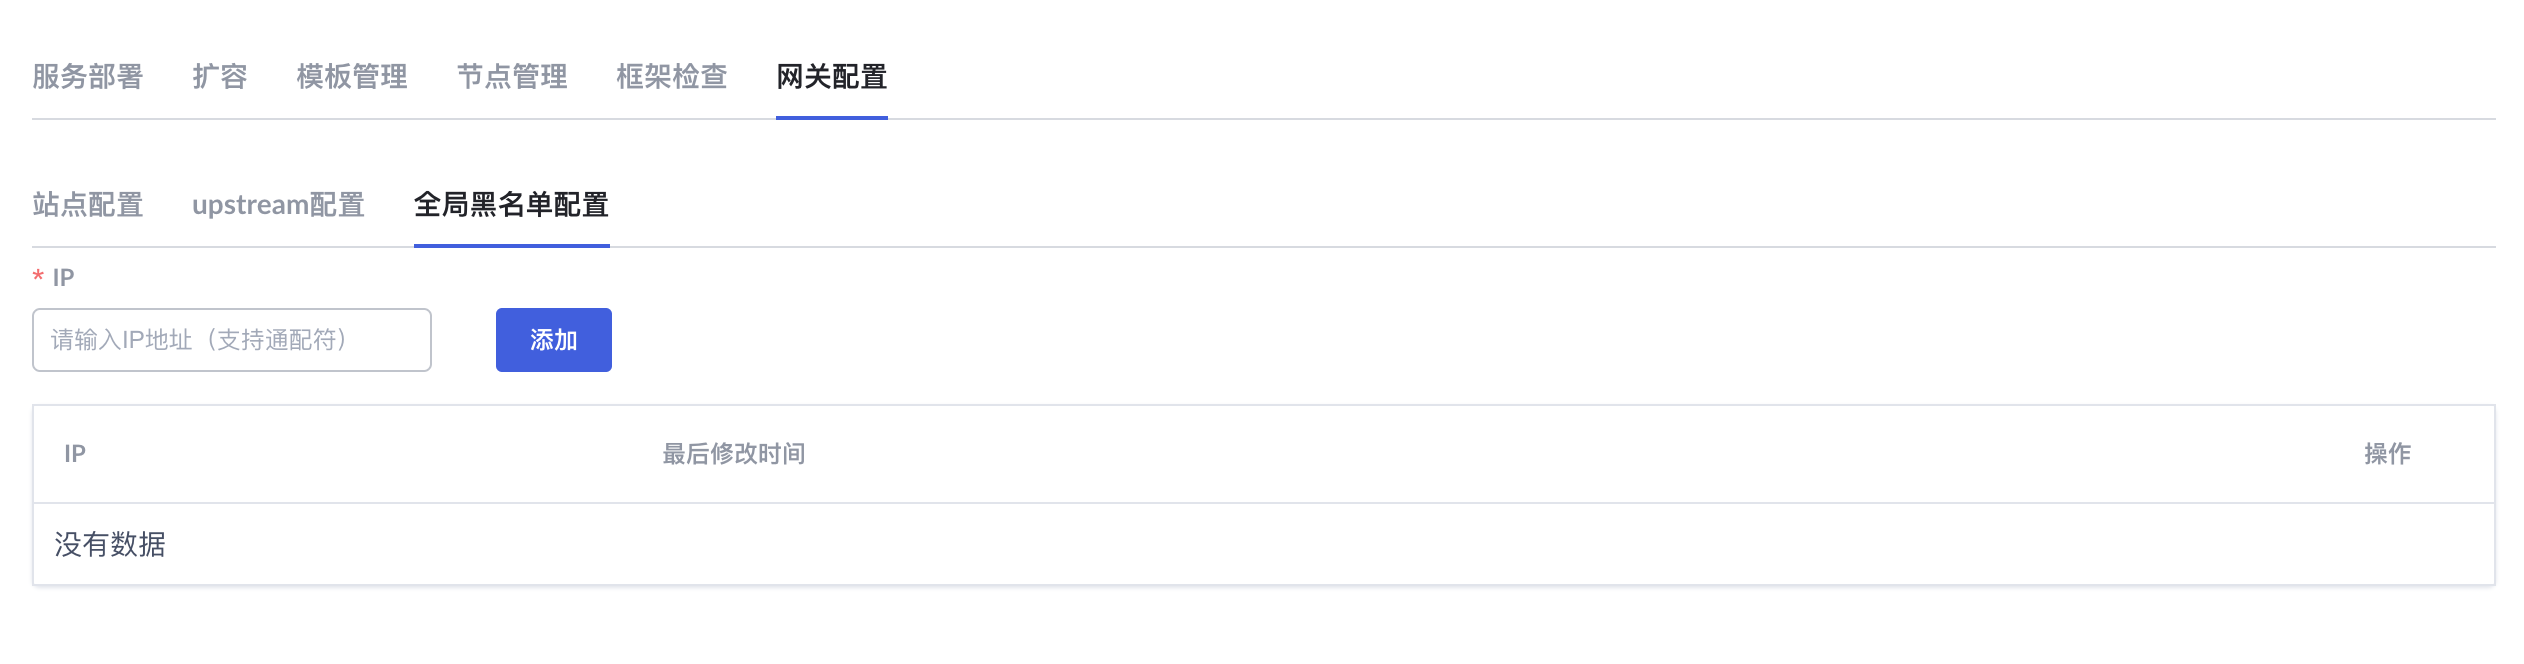 服务部署 扩容 模板管理 节点管理 框架检查 网关配置
站点配置 upstream配置 全局黑名单配置
* IP
请输入IP地址（支持通配符） 添加
IP 最后修改时间 操作
没有数据